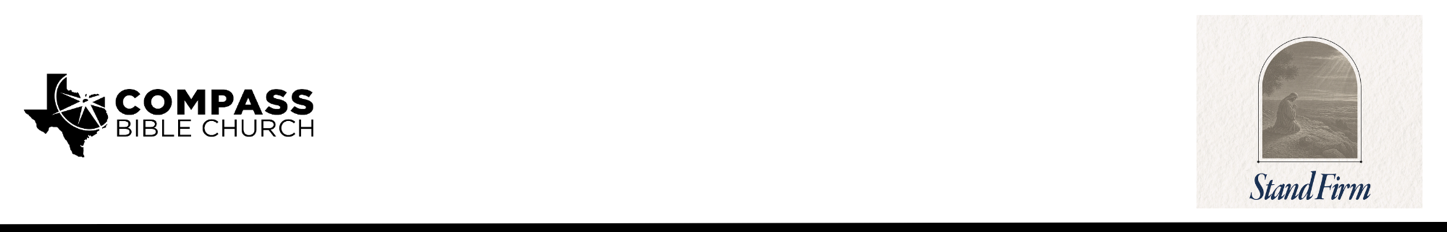 COMPASS
BIBLE CHURCH
Stand Firm